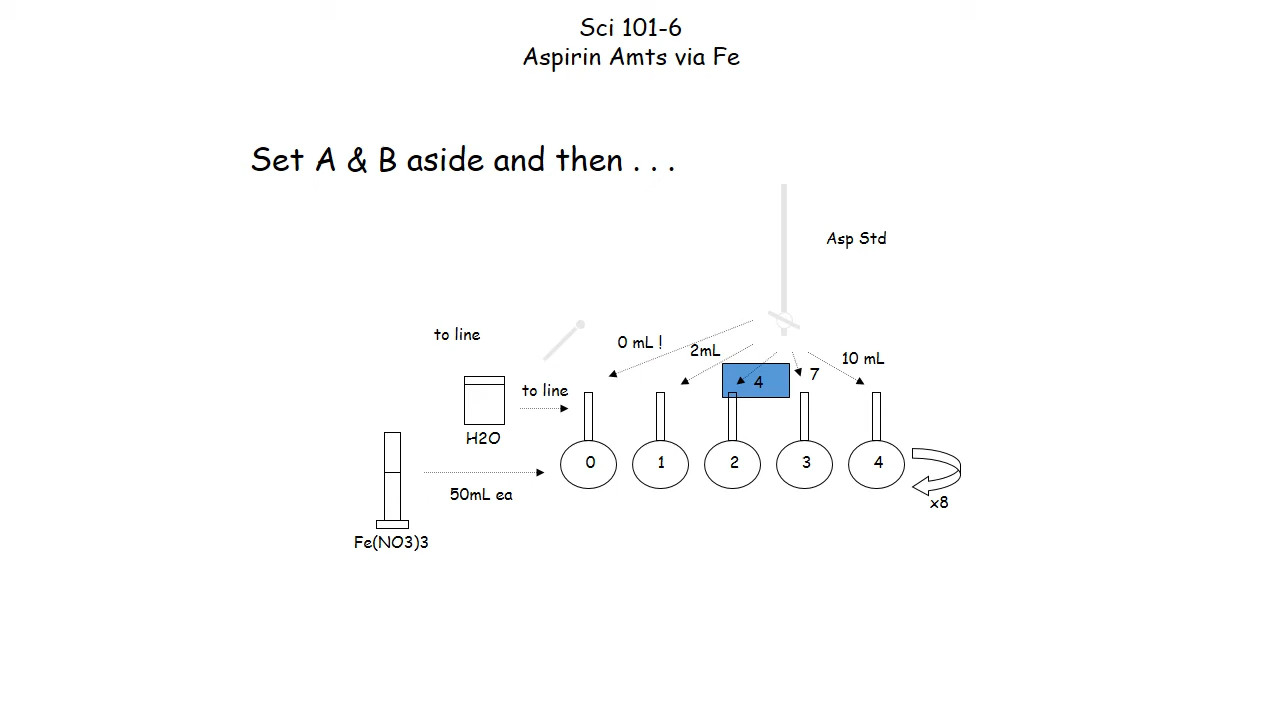 Sci 101-6
Aspirin Amts via Fe
Set A & B aside and then . . .
Asp Std
to line
0 mL !
2mL
10 mL
7
4
to line
H2O
0
1
2
3
4
50mL ea
x8
Fe(NO3)3